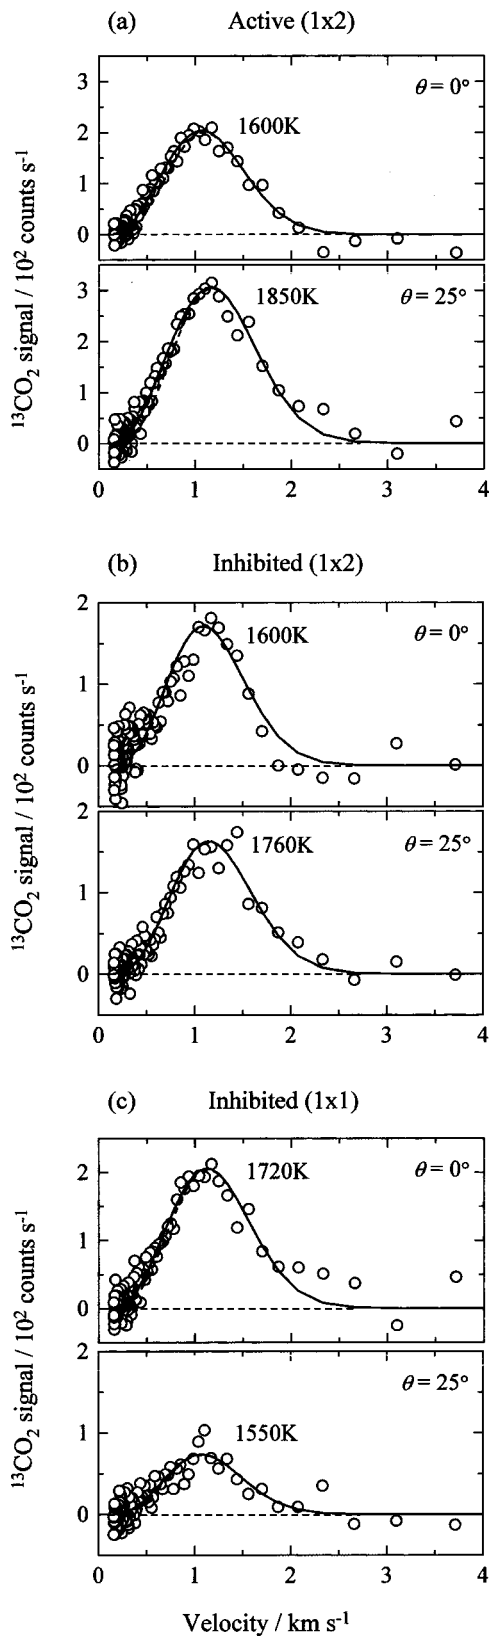 (a) Active (1x2)
θ = 0°
1600K
3
2
1
0
¹³CO₂ signal / 10² counts s⁻¹
1850K
θ = 25°
3
2
1
0
0 1 2 3 4
(b) Inhibited (1x2)
2
1600K
θ = 0°
1
0
¹³CO₂ signal / 10² counts s⁻¹
2
1760K
θ = 25°
1
0
0 1 2 3 4
(c) Inhibited (1x1)
1720K
θ = 0°
2
1
0
¹³CO₂ signal / 10² counts s⁻¹
2
θ = 25°
1550K
1
0
0 1 2 3 4
Velocity / km s⁻¹